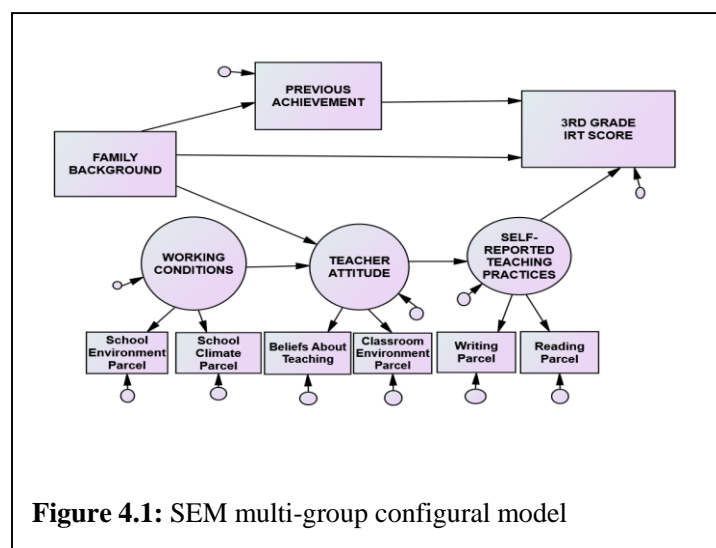 PREVIOUS
ACHIEVEMENT
3RD GRADE
IRT SCORE
FAMILY
BACKGROUND
WORKING
CONDITIONS
TEACHER
ATTITUDE
SELF-
REPORTED
TEACHING
PRACTICES
School
Environment
Parcel
School
Climate
Parcel
Beliefs About
Teaching
Classroom
Environment
Parcel
Writing
Parcel
Reading
Parcel
Figure 4.1: SEM multi-group configural model